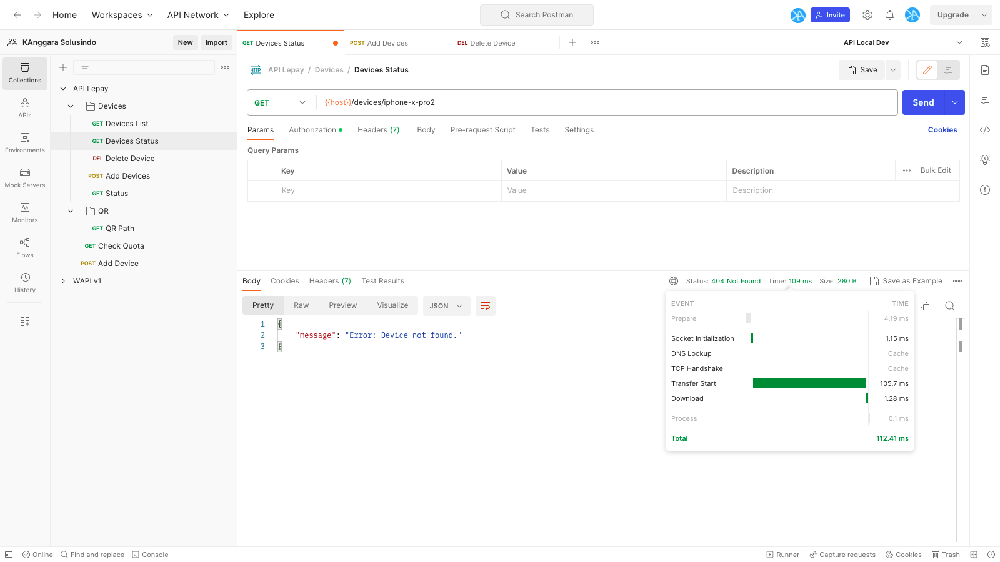 Home
Workspaces
API Network
Explore
Search Postman
Invite
Upgrade
KAnggara Solusindo
New
Import
GET Devices Status
POST Add Devices
DEL Delete Device
API Local Dev
Collections
APIs
Environments
Mock Servers
Monitors
Flows
History
API Lepay
Devices
GET Devices List
GET Devices Status
DEL Delete Device
POST Add Devices
GET Status
QR
GET QR Path
GET Check Quota
POST Add Device
WAPI v1
HTTP API Lepay / Devices / Devices Status
Save
GET
{{host}}/devices/iphone-x-pro2
Send
Params Authorization Headers (7) Body Pre-request Script Tests Settings
Cookies
Query Params
Key Value Description
Bulk Edit
Key Value Description
Body Cookies Headers (7) Test Results
Status: 404 Not Found Time: 109 ms Size: 280 B
Save as Example
Pretty Raw Preview Visualize
JSON
1 {
2 "message": "Error: Device not found."
3 }
EVENT TIME
Prepare 4.19 ms
Socket Initialization 1.15 ms
DNS Lookup Cache
TCP Handshake Cache
Transfer Start 105.7 ms
Download 1.28 ms
Process 0.1 ms
Total 112.41 ms
Online
Find and replace
Console
Runner
Capture requests
Cookies
Trash